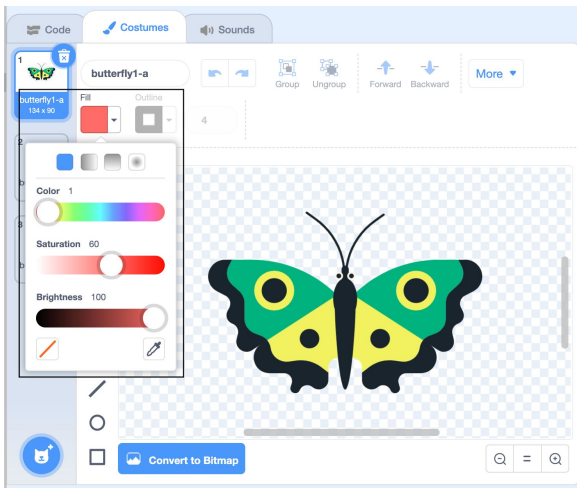 Code
Costumes
Sounds
1
butterfly1-a
134 x 90
butterfly1-a
Group
Ungroup
Forward
Backward
More
Fill
Outline
4
2
b
3
b
Color 1
Saturation 60
Brightness 100
Convert to Bitmap
=